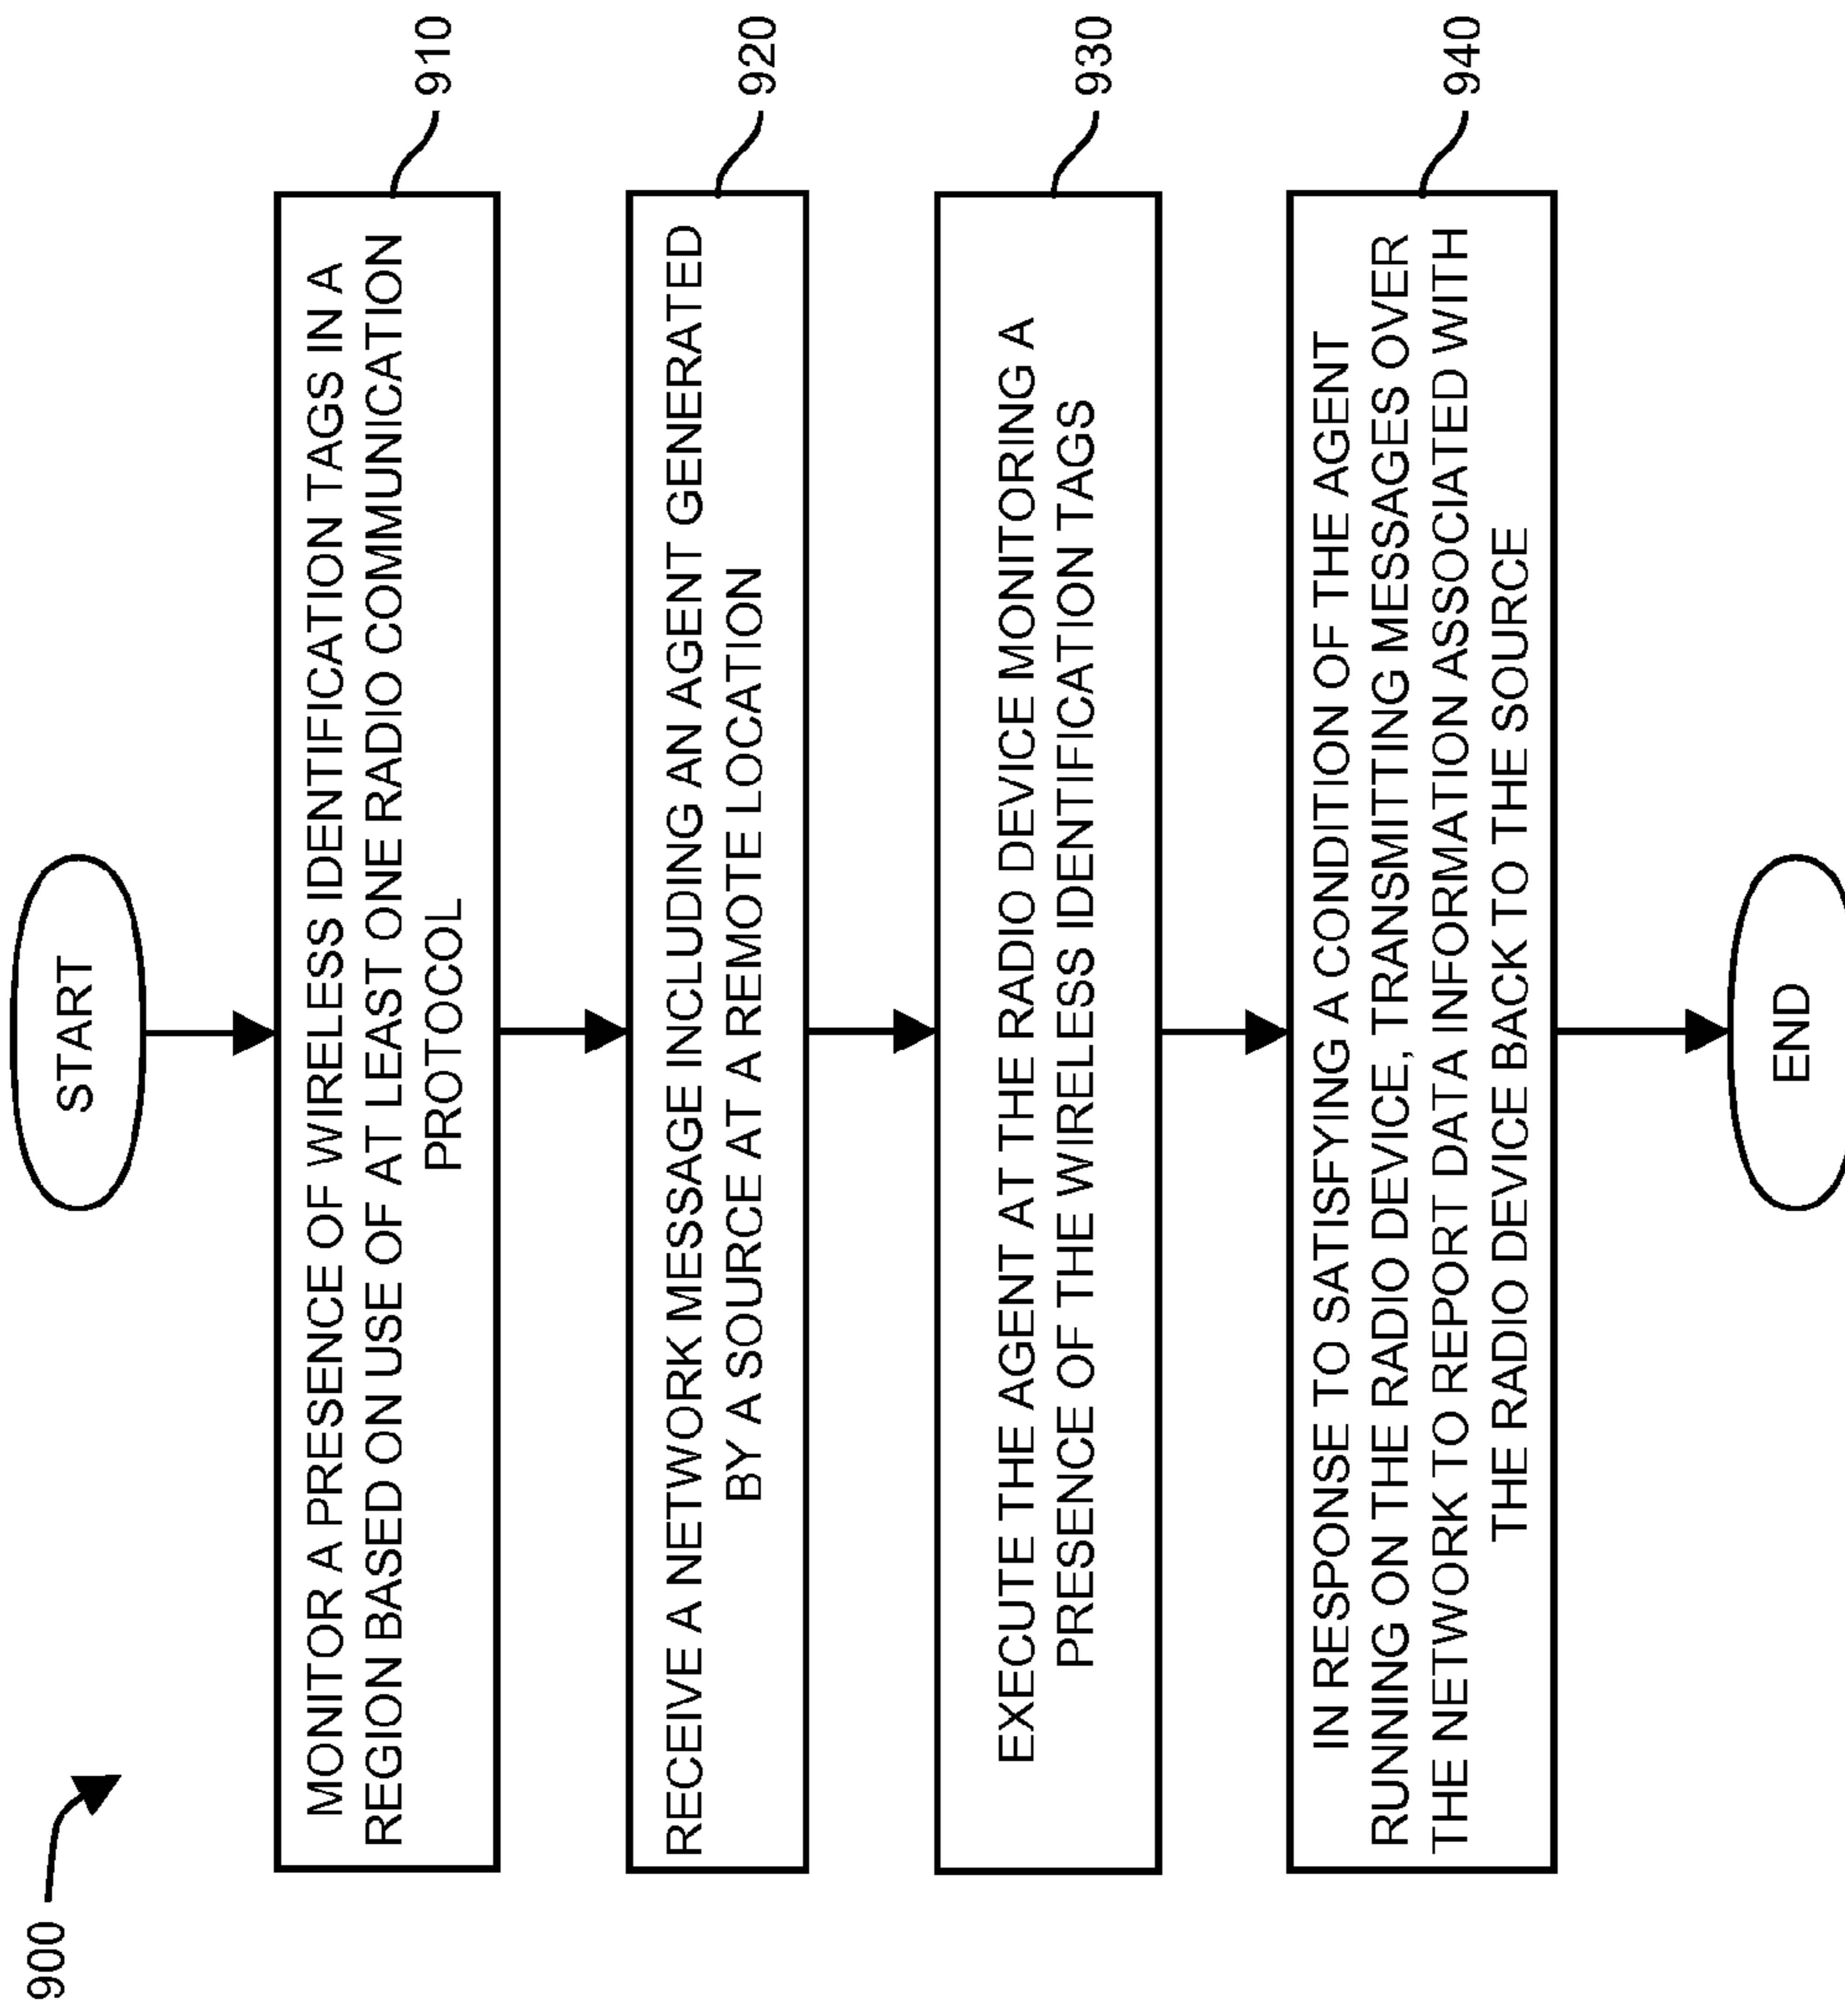 900
START
MONITOR A PRESENCE OF WIRELESS IDENTIFICATION TAGS IN A
REGION BASED ON USE OF AT LEAST ONE RADIO COMMUNICATION
PROTOCOL
910
RECEIVE A NETWORK MESSAGE INCLUDING AN AGENT GENERATED
BY A SOURCE AT A REMOTE LOCATION
920
EXECUTE THE AGENT AT THE RADIO DEVICE MONITORING A
PRESENCE OF THE WIRELESS IDENTIFICATION TAGS
930
IN RESPONSE TO SATISFYING A CONDITION OF THE AGENT
RUNNING ON THE RADIO DEVICE, TRANSMITTING MESSAGES OVER
THE NETWORK TO REPORT DATA INFORMATION ASSOCIATED WITH
THE RADIO DEVICE BACK TO THE SOURCE
940
END